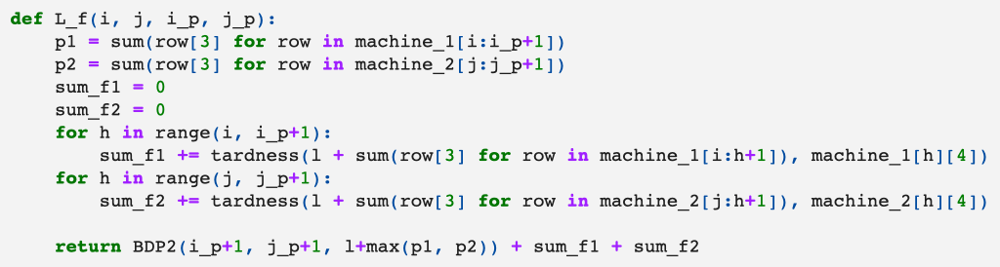 def L_f(i, j, i_p, j_p):
    p1 = sum(row[3] for row in machine_1[i:i_p+1])
    p2 = sum(row[3] for row in machine_2[j:j_p+1])
    sum_f1 = 0
    sum_f2 = 0
    for h in range(i, i_p+1):
        sum_f1 += tardness(l + sum(row[3] for row in machine_1[i:h+1]), machine_1[h][4])
    for h in range(j, j_p+1):
        sum_f2 += tardness(l + sum(row[3] for row in machine_2[j:h+1]), machine_2[h][4])

    return BDP2(i_p+1, j_p+1, l+max(p1, p2)) + sum_f1 + sum_f2